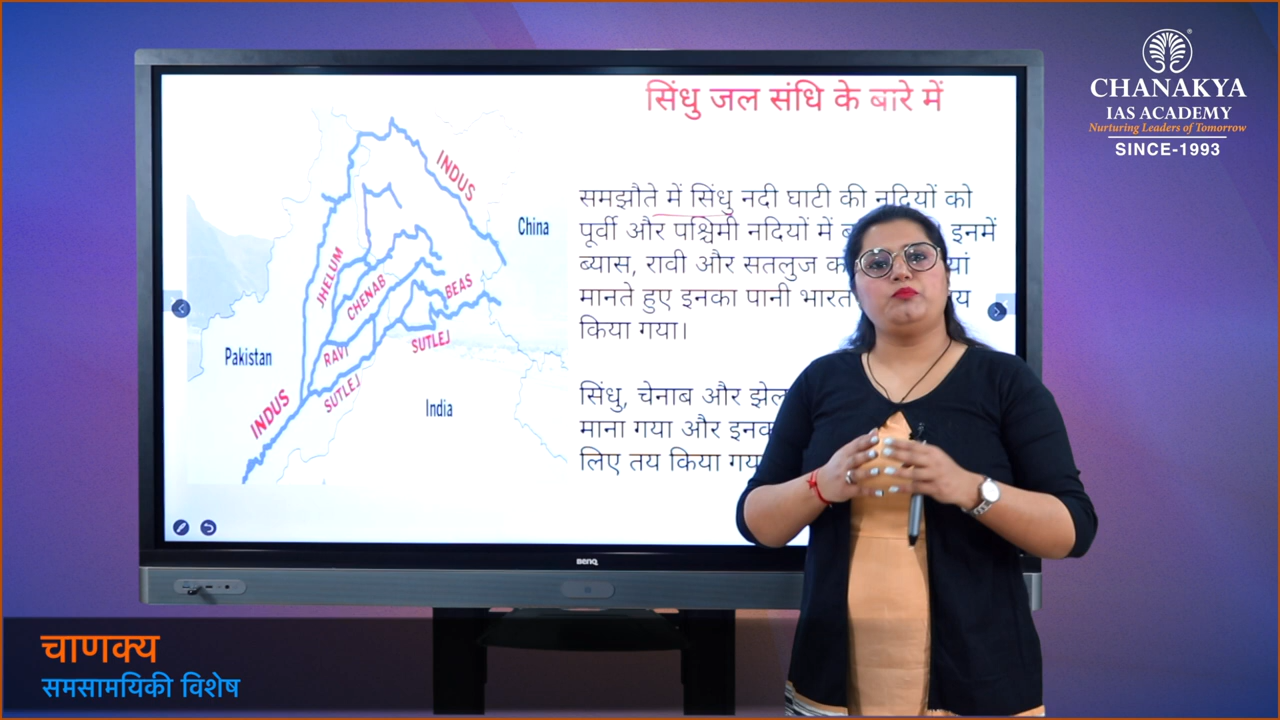 CHANAKYA
IAS ACADEMY
Nurturing Leaders of Tomorrow
SINCE-1993
सिंधु जल संधि के बारे में
INDUS
China
JHELUM
CHENAB
BEAS
RAVI
SUTLEJ
SUTLEJ
Pakistan
INDUS
India
समझौते में सिंधु नदी घाटी की नदियों को
पूर्वी और पश्चिमी नदियों में इनमें
ब्यास, रावी और सतलुज
मानते हुए इनका पानी भारत
किया गया।
सिंधु, चेनाब और
माना गया और
लिए तय किया
BenQ
चाणक्य
समसामयिकी विशेष